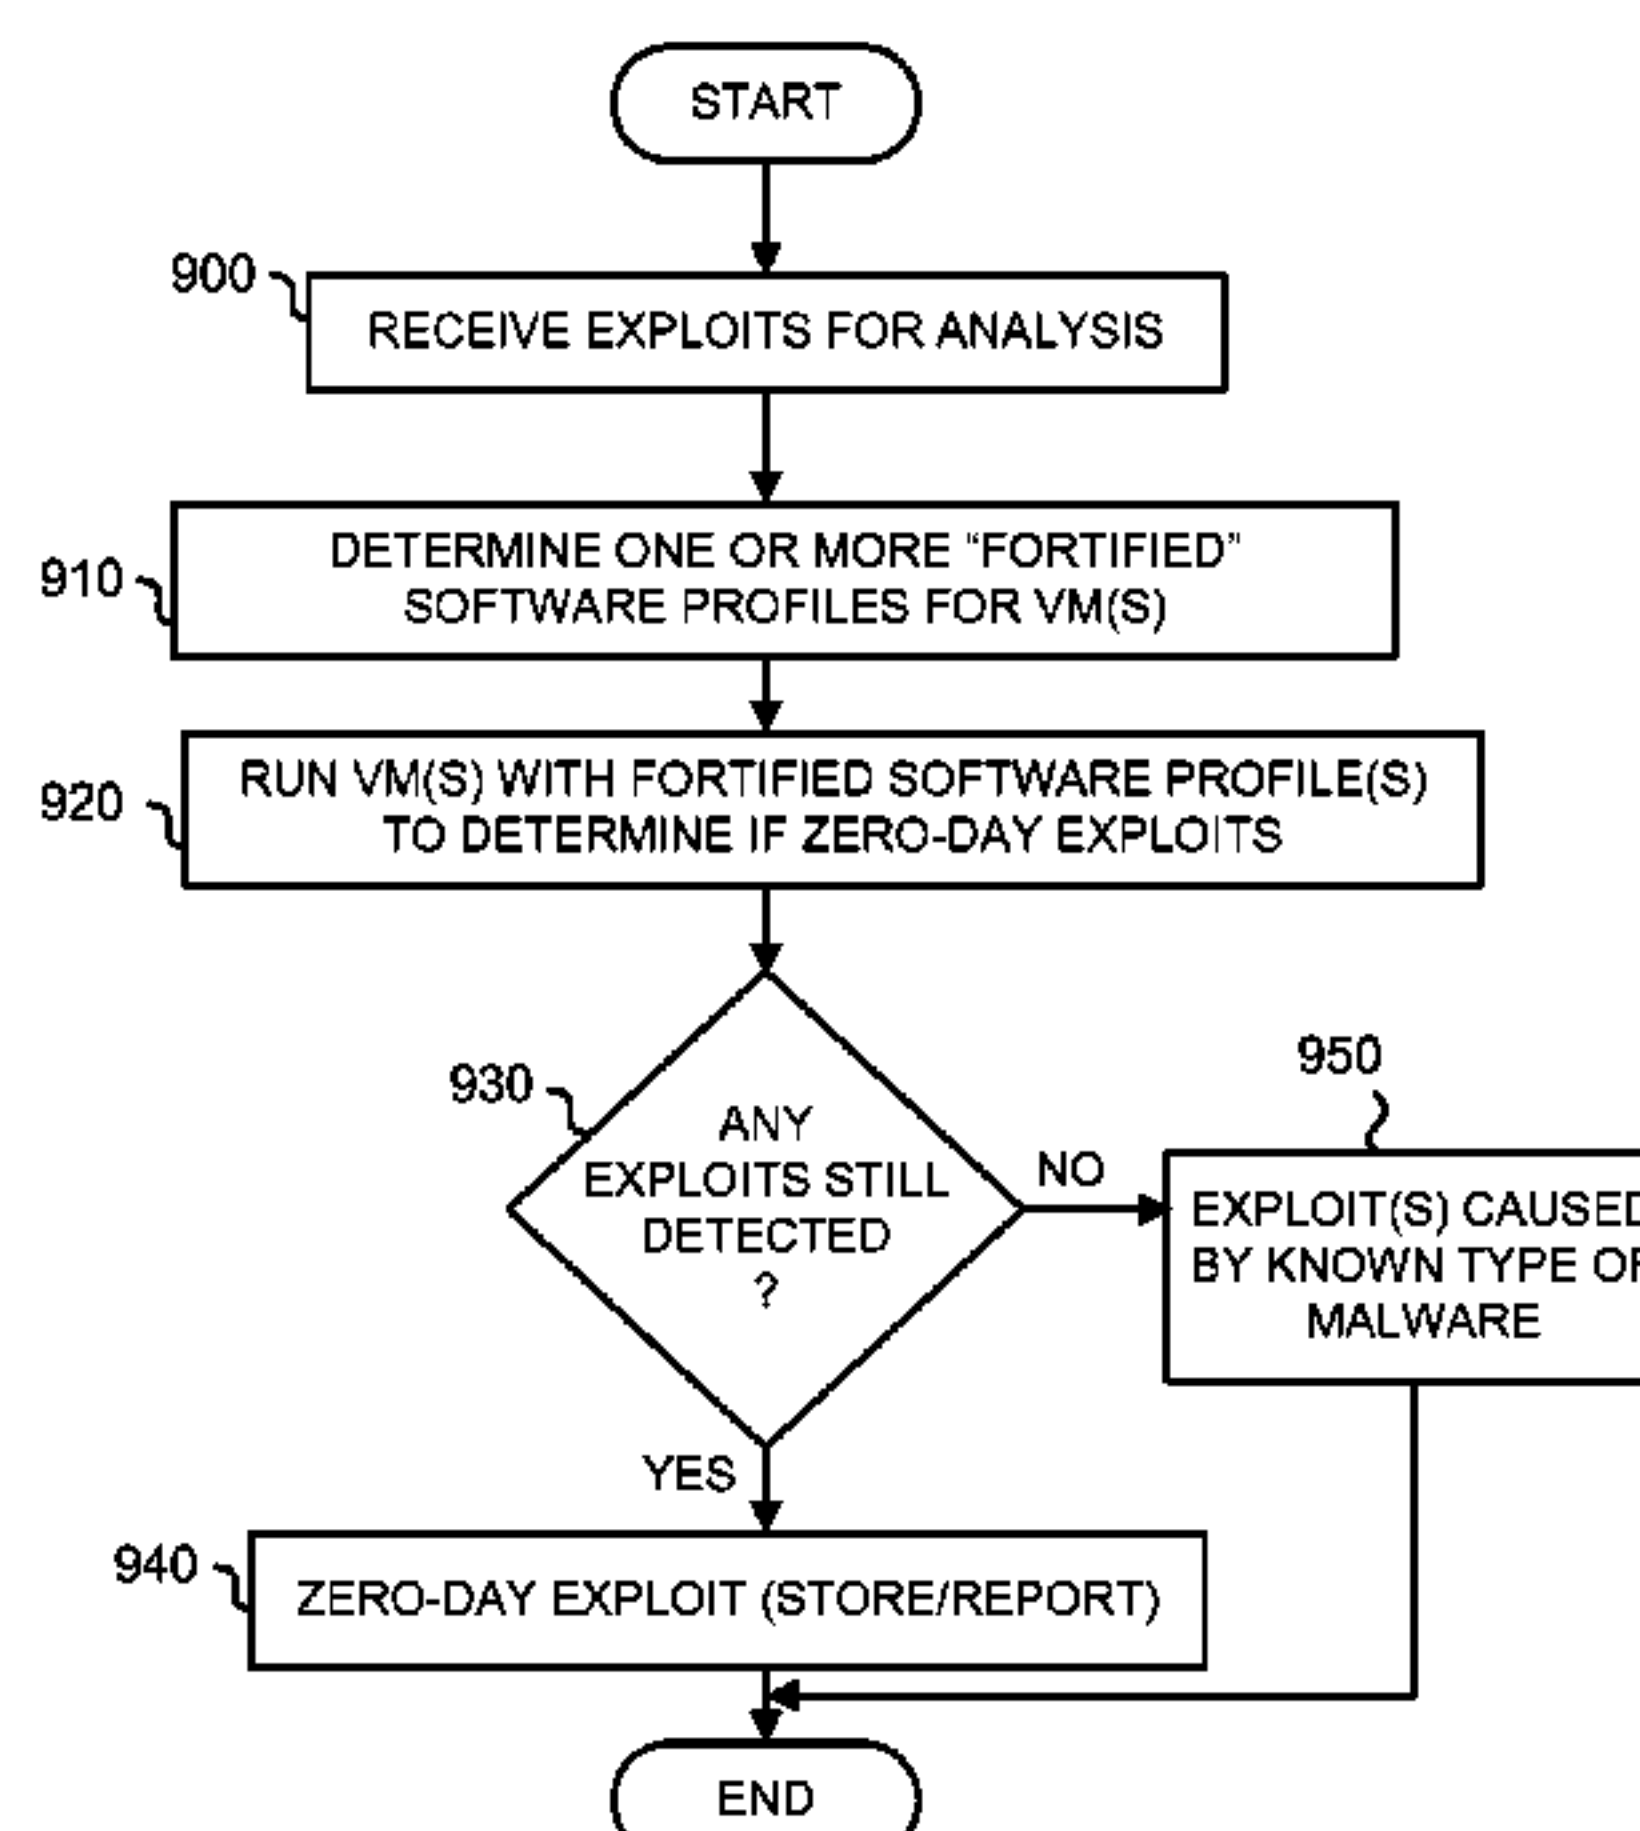 START
900
RECEIVE EXPLOITS FOR ANALYSIS
910
DETERMINE ONE OR MORE “FORTIFIED”
SOFTWARE PROFILES FOR VM(S)
920
RUN VM(S) WITH FORTIFIED SOFTWARE PROFILE(S)
TO DETERMINE IF ZERO-DAY EXPLOITS
930
ANY
EXPLOITS STILL
DETECTED
?
NO
950
EXPLOIT(S) CAUSED
BY KNOWN TYPE OF
MALWARE
YES
940
ZERO-DAY EXPLOIT (STORE/REPORT)
END